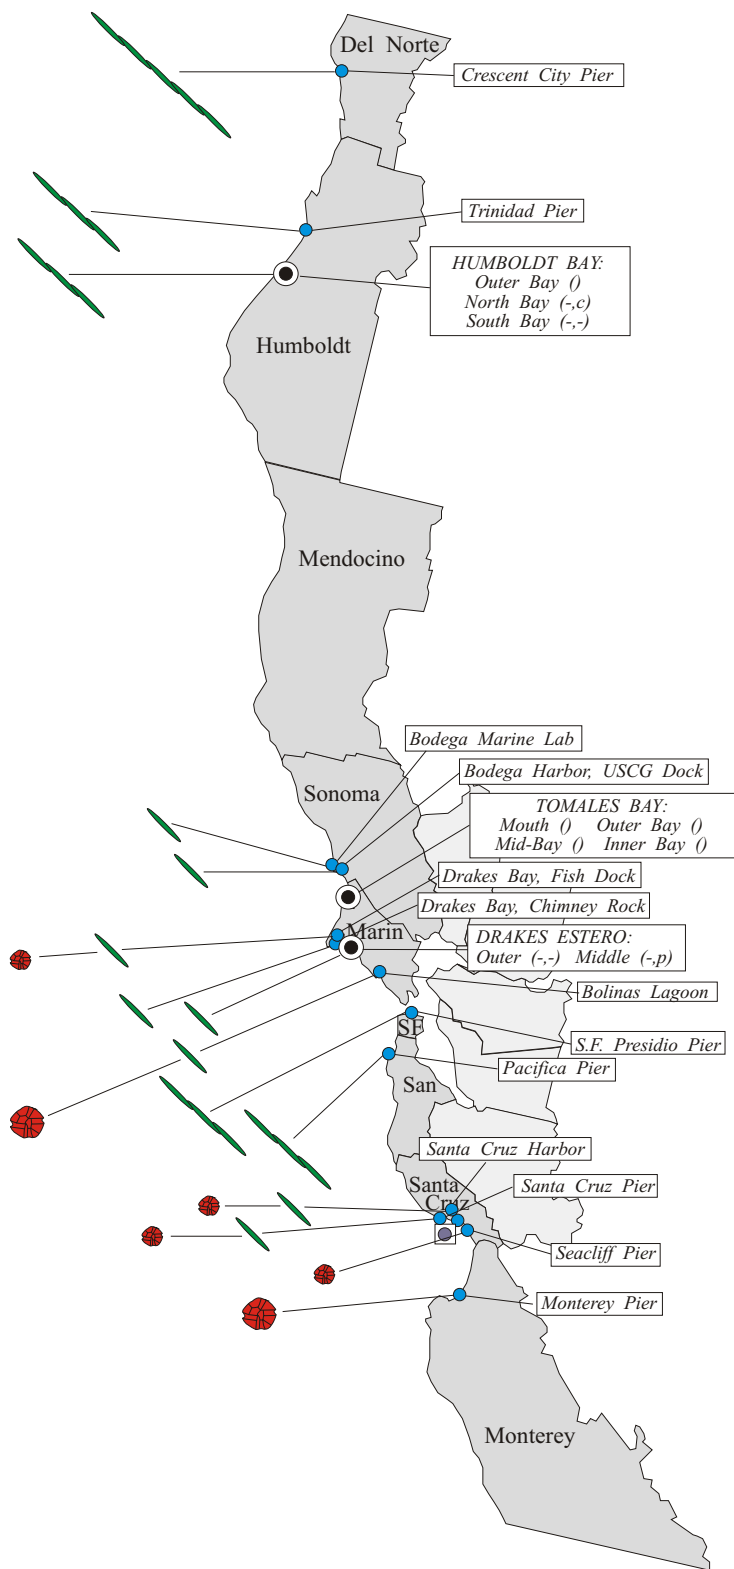 Del Norte
Crescent City Pier
Trinidad Pier
HUMBOLDT BAY:
Outer Bay ()
North Bay (-,c)
South Bay (-,-)
Humboldt
Mendocino
Bodega Marine Lab
Bodega Harbor, USCG Dock
Sonoma
TOMALES BAY:
Mouth () Outer Bay ()
Mid-Bay () Inner Bay ()
Drakes Bay, Fish Dock
Drakes Bay, Chimney Rock
Marin
DRAKES ESTERO:
Outer (-,-) Middle (-,p)
Bolinas Lagoon
SF
S.F. Presidio Pier
Pacifica Pier
San
Santa Cruz Harbor
Santa
Cruz
Santa Cruz Pier
Seacliff Pier
Monterey Pier
Monterey